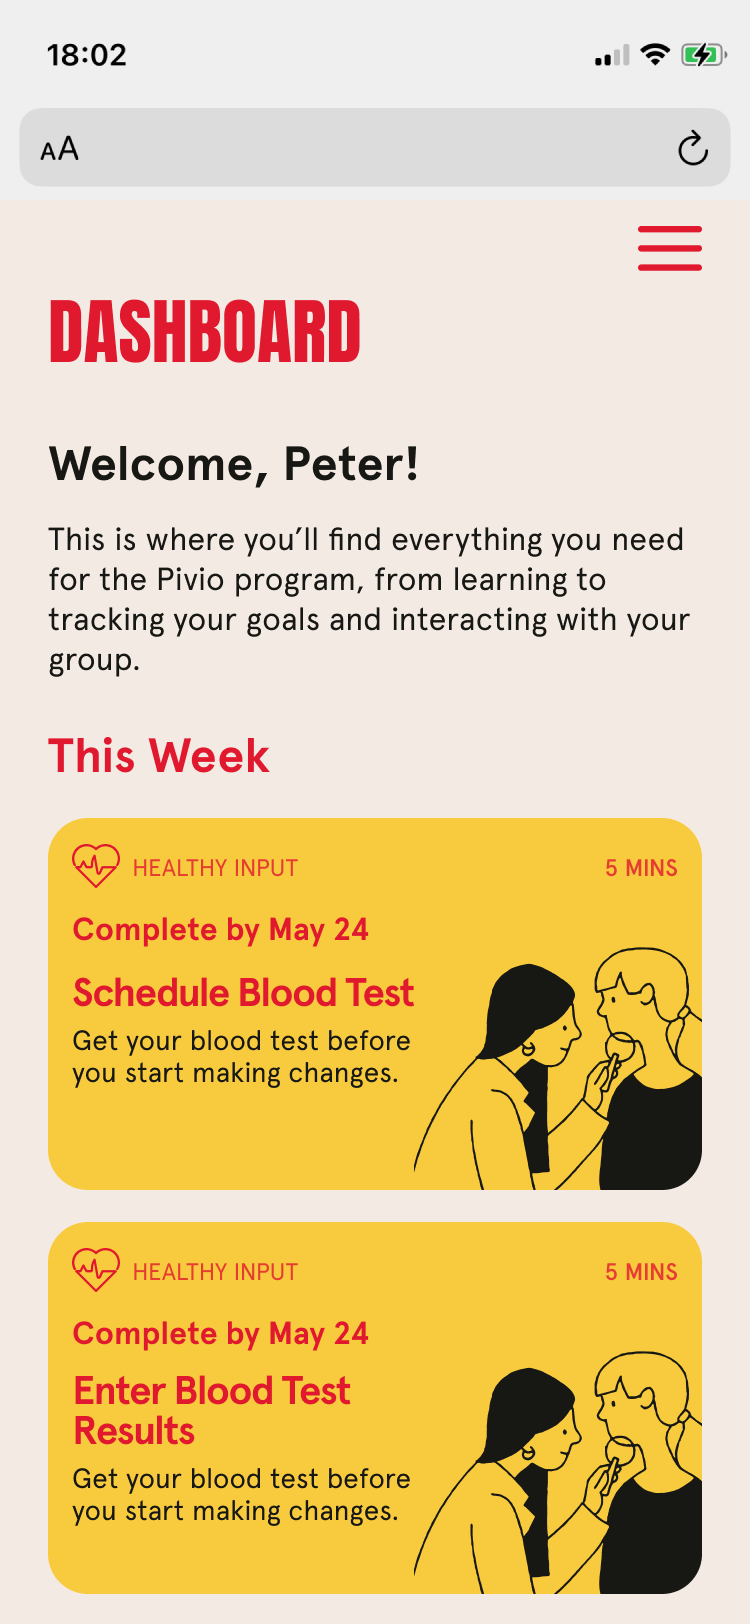 18:02
AA
DASHBOARD
Welcome, Peter!
This is where you’ll find everything you need
for the Pivio program, from learning to
tracking your goals and interacting with your
group.
This Week
HEALTHY INPUT
5 MINS
Complete by May 24
Schedule Blood Test
Get your blood test before
you start making changes.
HEALTHY INPUT
5 MINS
Complete by May 24
Enter Blood Test
Results
Get your blood test before
you start making changes.